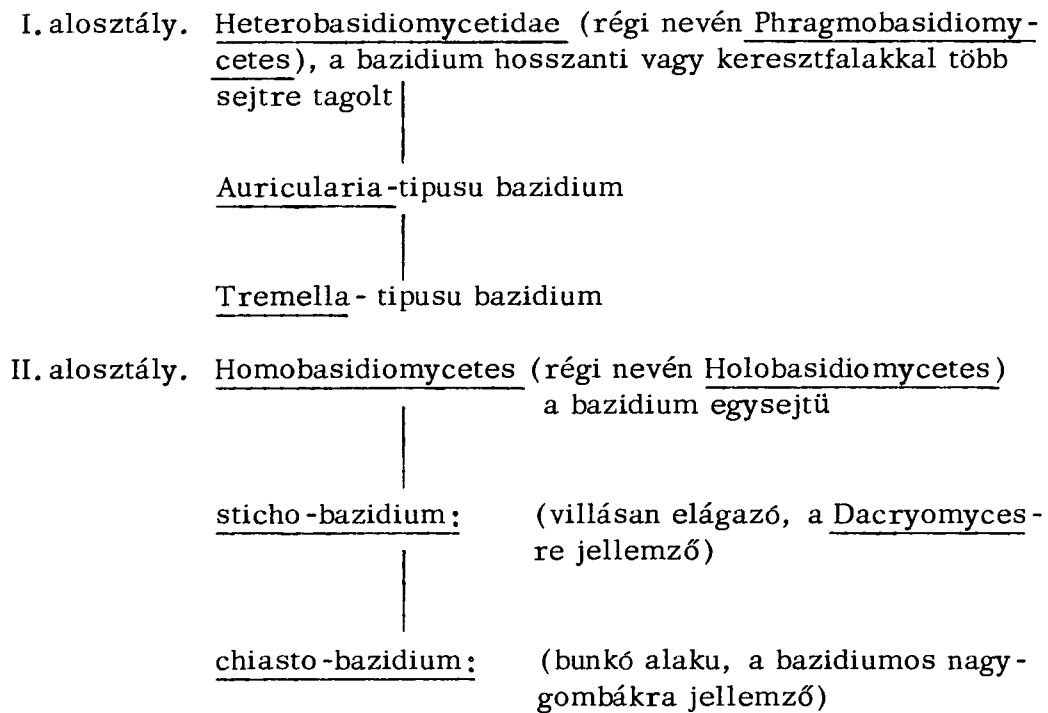 I. alosztály. Heterobasidiomycetidae (régi nevén Phragmobasidiomy-
cetes), a bazidium hosszanti vagy keresztfalakkal több
sejtre tagolt
Auricularia-tipusu bazidium
Tremella- tipusu bazidium
II. alosztály. Homobasidiomycetes (régi nevén Holobasidiomycetes)
a bazidium egysejtü
sticho-bazidium: (villásan elágazó, a Dacryomyces-
re jellemző)
chiasto-bazidium: (bunkó alaku, a bazidiumos nagy-
gombákra jellemző)